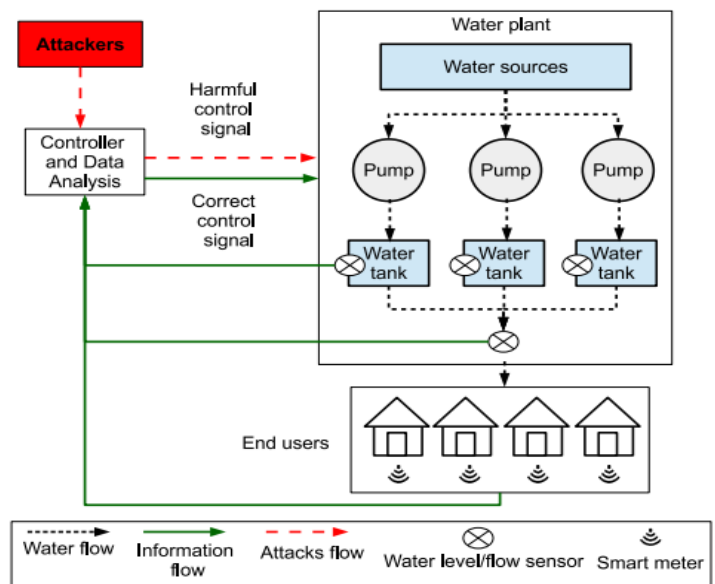 Attackers
Water plant
Water sources
Harmful
control
signal
Controller
and Data
Analysis
Pump
Pump
Pump
Correct
control
signal
Water
tank
Water
tank
Water
tank
End users
Water flow
Information
flow
Attacks flow
Water level/flow sensor
Smart meter